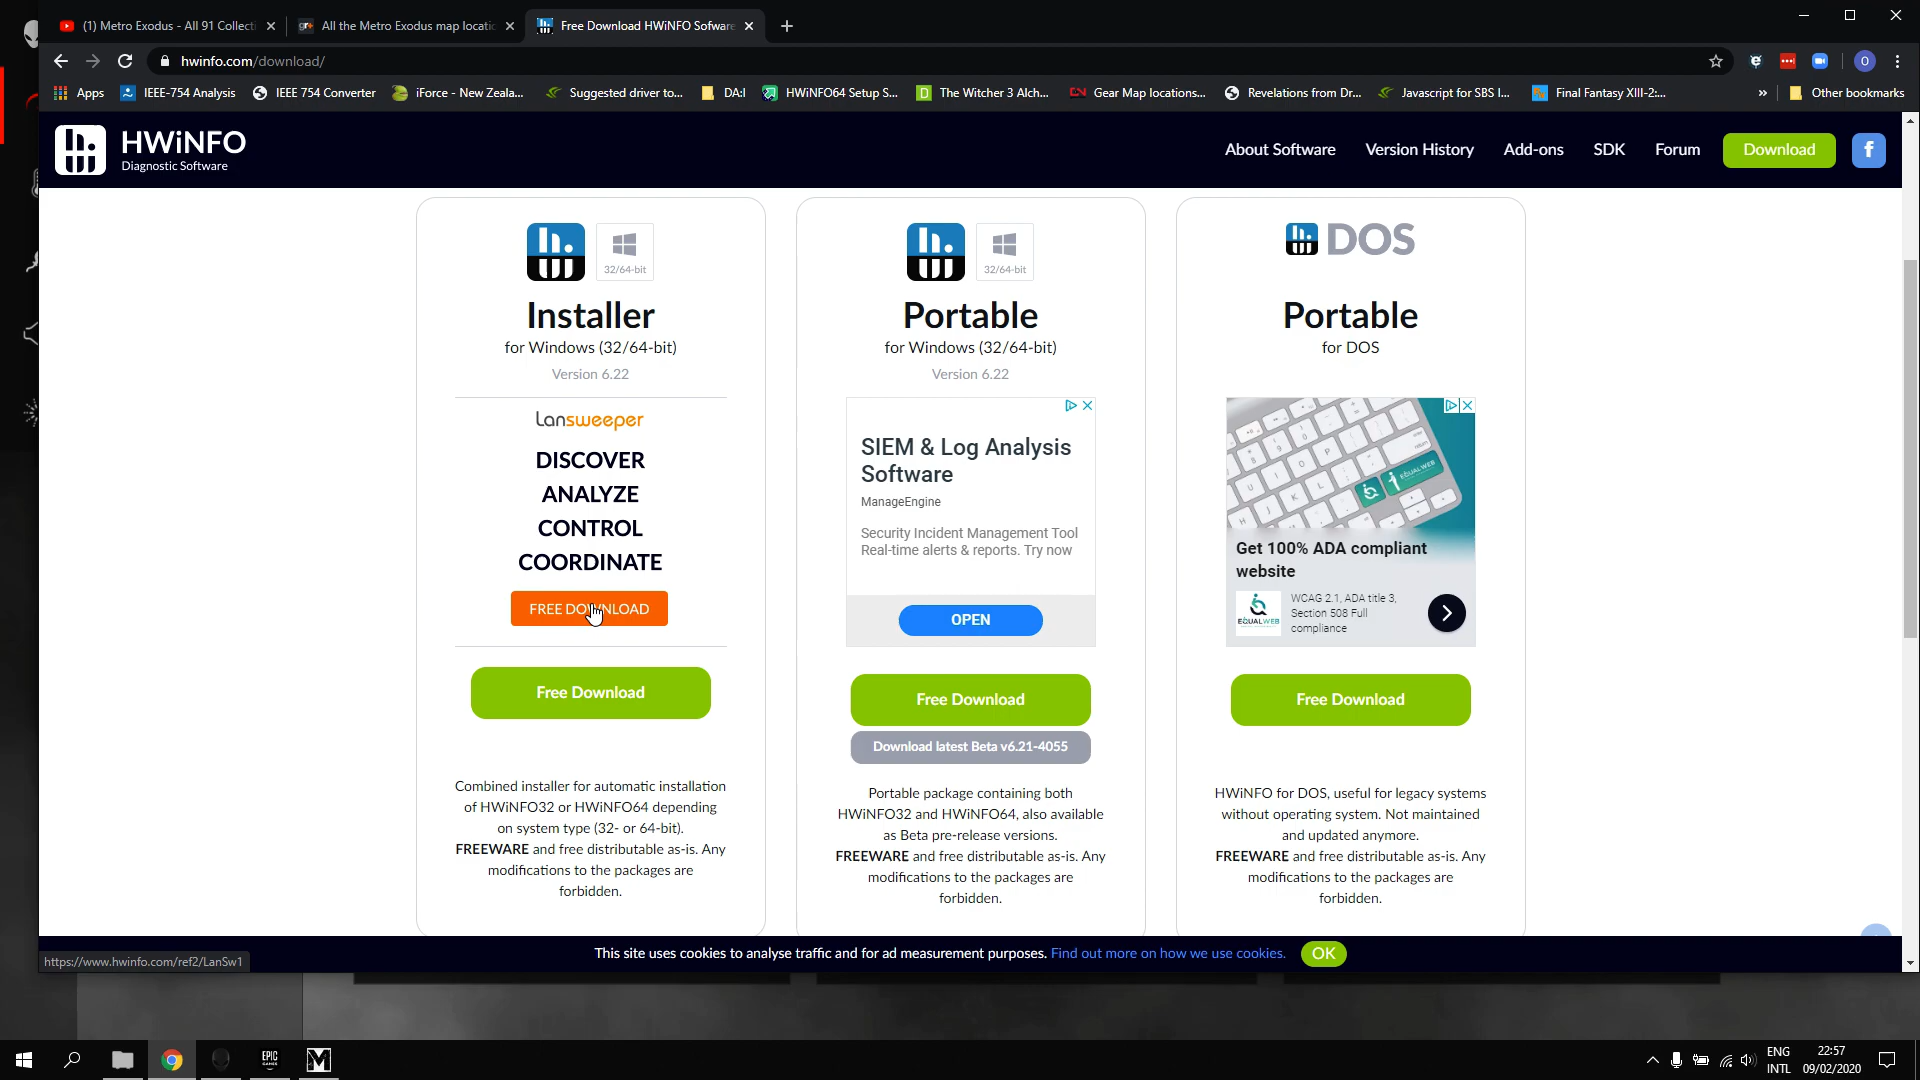 (1) Metro Exodus - All 91 Collecti
All the Metro Exodus map locatic
Free Download HWiNFO Sofware
hwinfo.com/download/
Apps
IEEE-754 Analysis
IEEE 754 Converter
iForce - New Zeala...
Suggested driver to...
DA:I
HWiNFO64 Setup S...
The Witcher 3 Alch...
Gear Map locations...
Revelations from Dr...
Javascript for SBS I...
Final Fantasy XIII-2:...
»
Other bookmarks
HWiNFO
Diagnostic Software
About Software
Version History
Add-ons
SDK
Forum
Download
f
32/64-bit
Installer
for Windows (32/64-bit)
Version 6.22
Lansweeper
DISCOVER
ANALYZE
CONTROL
COORDINATE
FREE DOWNLOAD
Free Download
Combined installer for automatic installation
of HWiNFO32 or HWiNFO64 depending
on system type (32- or 64-bit).
FREEWARE and free distributable as-is. Any
modifications to the packages are
forbidden.
32/64-bit
Portable
for Windows (32/64-bit)
Version 6.22
SIEM & Log Analysis
Software
ManageEngine
Security Incident Management Tool
Real-time alerts & reports. Try now
OPEN
Free Download
Download latest Beta v6.21-4055
Portable package containing both
HWiNFO32 and HWiNFO64, also available
as Beta pre-release versions.
FREEWARE and free distributable as-is. Any
modifications to the packages are
forbidden.
DOS
Portable
for DOS
EQUALWEB
Get 100% ADA compliant
website
EQUALWEB
WCAG 2.1, ADA title 3,
Section 508 Full
compliance
Free Download
HWiNFO for DOS, useful for legacy systems
without operating system. Not maintained
and updated anymore.
FREEWARE and free distributable as-is. Any
modifications to the packages are
forbidden.
This site uses cookies to analyse traffic and for ad measurement purposes. Find out more on how we use cookies.
OK
https://www.hwinfo.com/ref2/LanSw1
EPIC
GAMES
ENG
INTL
22:57
09/02/2020